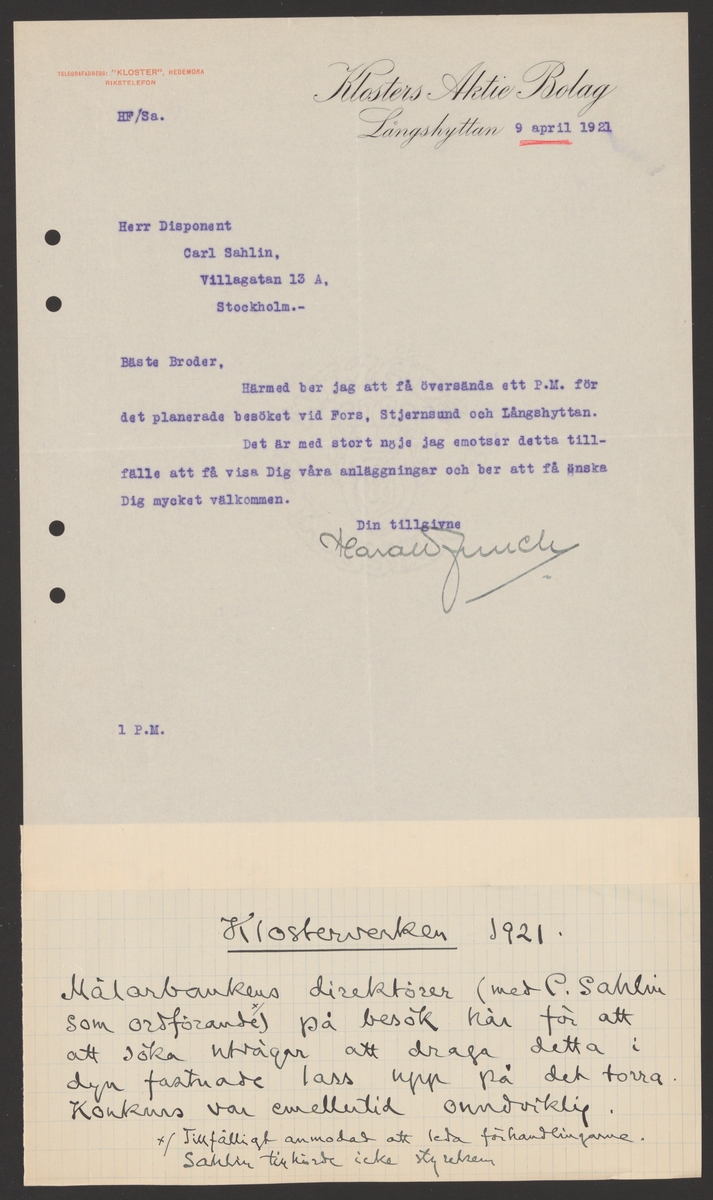 TELEGRAFADRESS: "KLOSTER", HEDEMORA
RIKSTELEFON
HF/Sa.
Klosters Aktie Bolag
Långshyttan 9 april 1921
Herr Disponent
Carl Sahlin,
Villagatan 13 A,
Stockholm.-
Bäste Broder,
Härmed ber jag att få översända ett P.M. för
det planerade besöket vid Fors, Stjernsund och Långshyttan.
Det är med stort nöje jag emotser detta till-
fälle att få visa Dig våra anläggningar och ber att få önska
Dig mycket välkommen.
Din tillgivne
Harald
1 P.M.
Klosterverken 1921.
Mälarbankens direktörer (med C. Sahlin
som ordförande x/) på besök här för att
att söka utvägar att draga detta i
dyn fastnade lass upp på det torra.
Konkurs var emellertid oundviklig.
x/ Tillfälligt anmodad att leda förhandlingarne.
Sahlin tillhörde icke styrelsen